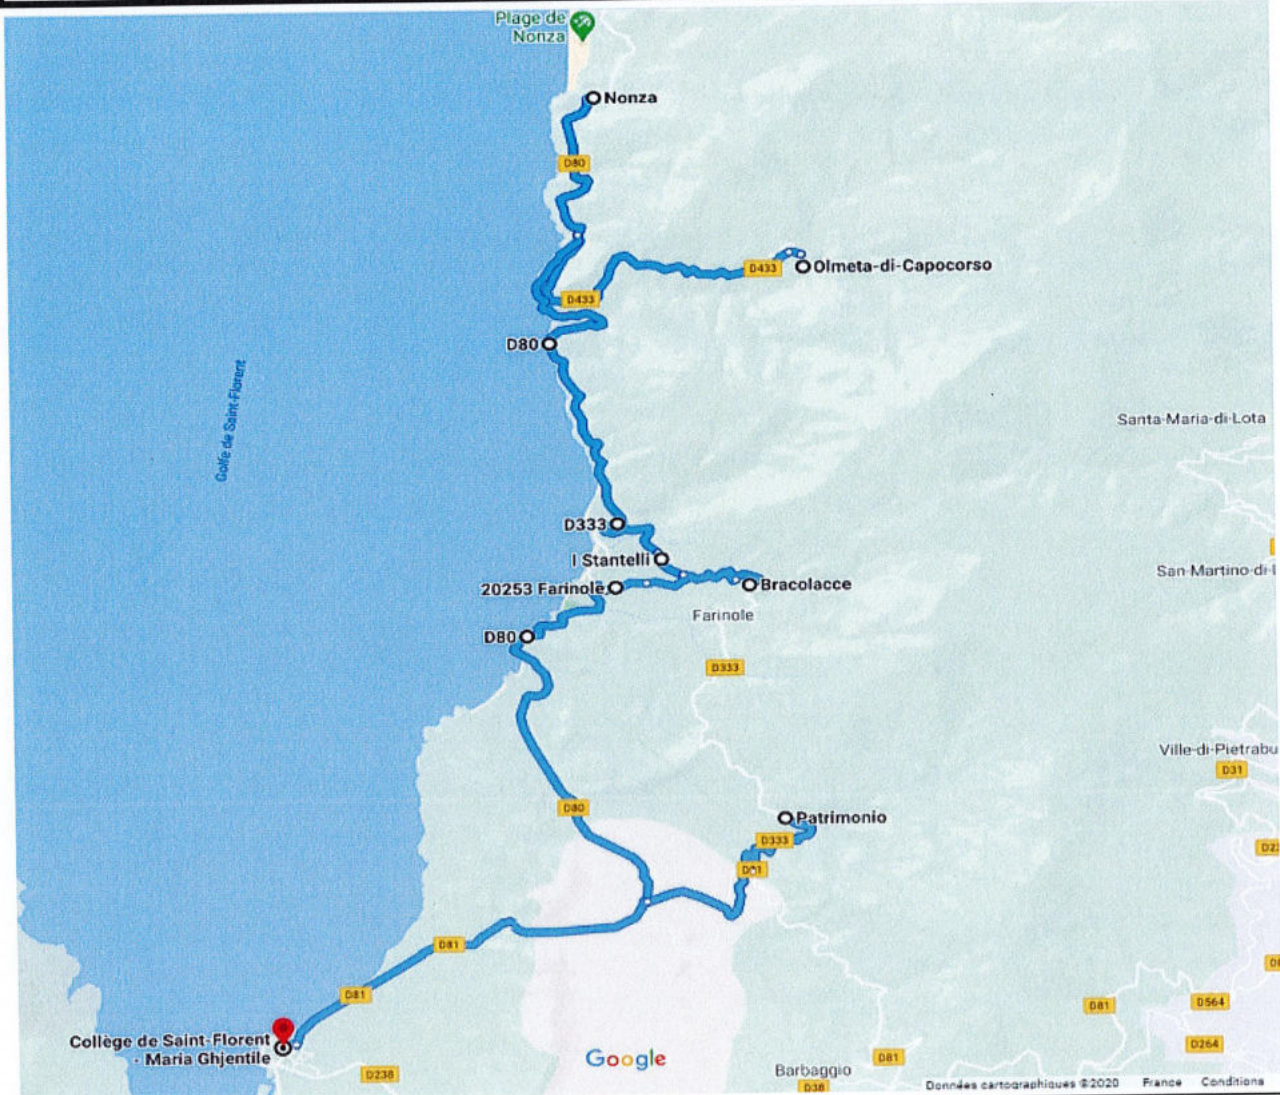 Plage de
Nonza
Nonza
D80
Olmeta-di-Capocorso
D433
D433
D80
Golfe de Saint-Florent
Santa-Maria-di-Lota
D333
I Stantelli
San-Martino-di-L
20253 Farinole
Bracolacce
Farinole
D80
D333
Ville-di-Pietrabu
D31
D80
Patrimonio
D333
D81
D81
D81
D81
D564
Collège de Saint-Florent
- Maria Ghjentile
D264
Google
D81
D238
Barbaggio
D38
Données cartographiques ©2020 France Conditions